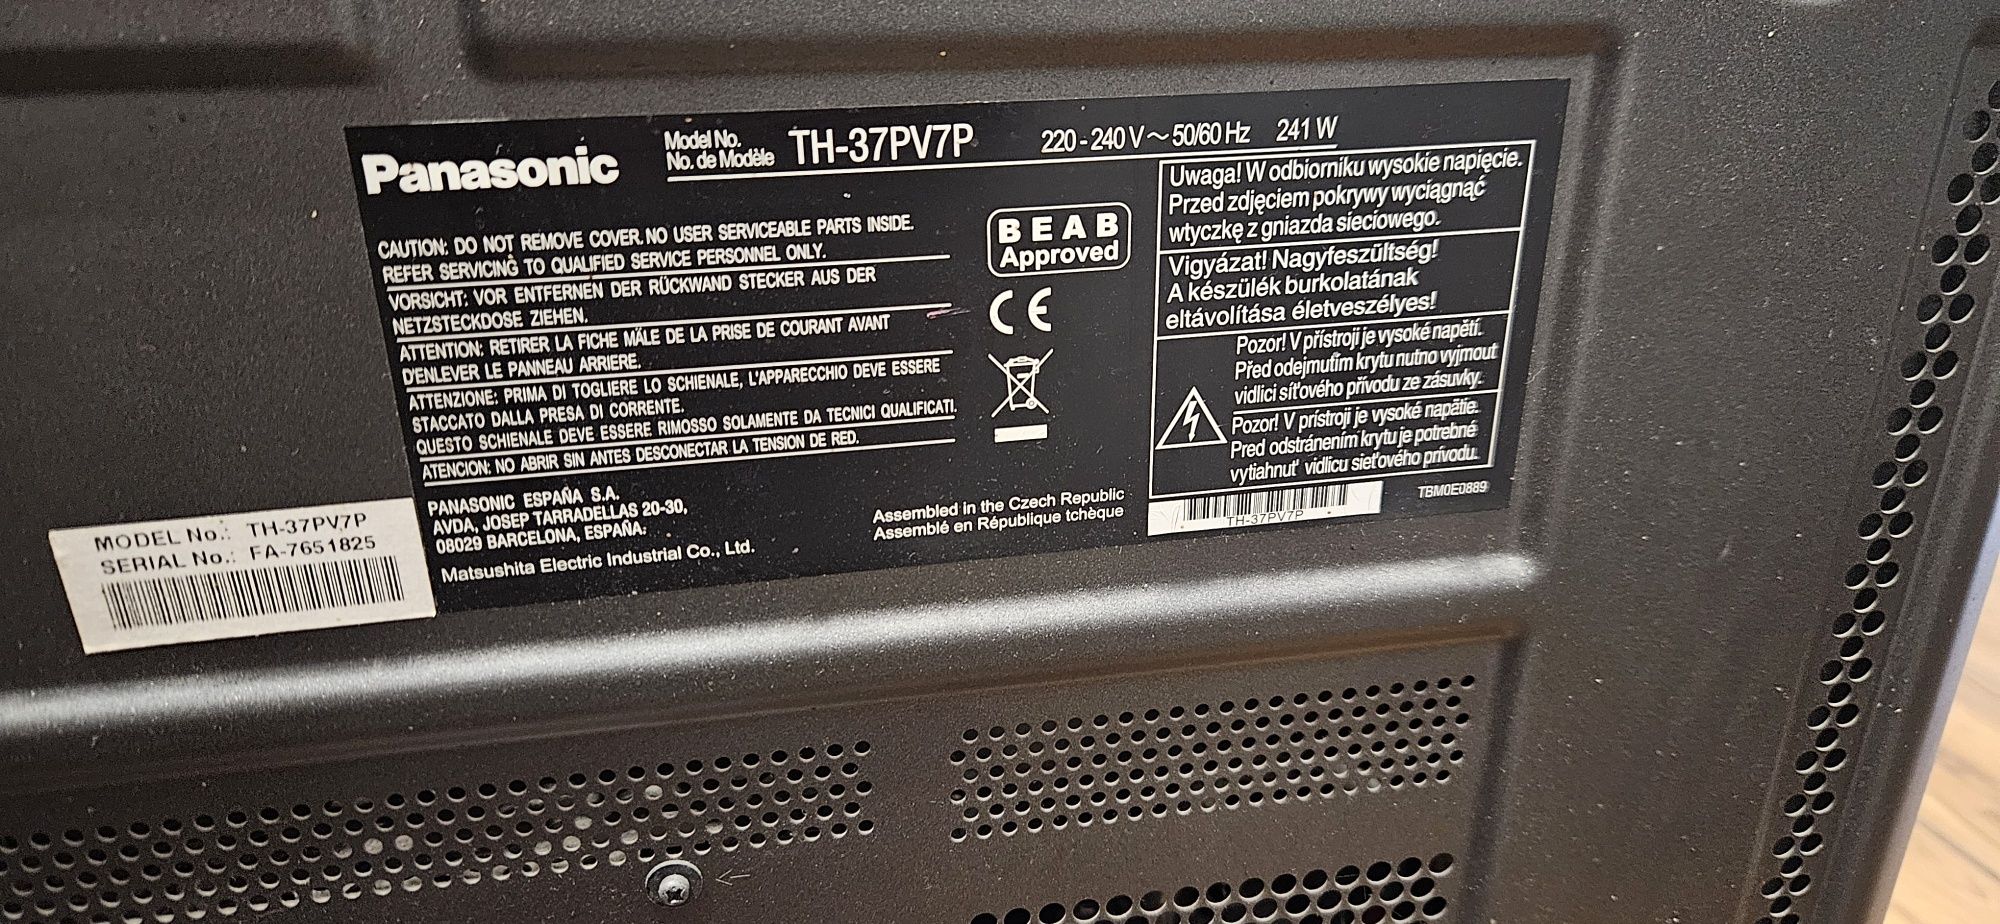 Panasonic
Model No.
No. de Modèle
TH-37PV7P
220-240 V ~ 50/60 Hz 241 W
CAUTION: DO NOT REMOVE COVER. NO USER SERVICEABLE PARTS INSIDE.
REFER SERVICING TO QUALIFIED SERVICE PERSONNEL ONLY.
VORSICHT: VOR ENTFERNEN DER RÜCKWAND STECKER AUS DER
NETZSTECKDOSE ZIEHEN.
ATTENTION: RETIRER LA FICHE MÂLE DE LA PRISE DE COURANT AVANT
D'ENLEVER LE PANNEAU ARRIERE.
ATTENZIONE: PRIMA DI TOGLIERE LO SCHIENALE, L'APPARECCHIO DEVE ESSERE
STACCATO DALLA PRESA DI CORRENTE.
QUESTO SCHIENALE DEVE ESSERE RIMOSSO SOLAMENTE DA TECNICI QUALIFICATI.
ATENCION: NO ABRIR SIN ANTES DESCONECTAR LA TENSION DE RED.
PANASONIC ESPAÑA S.A.
AVDA, JOSEP TARRADELLAS 20-30,
08029 BARCELONA, ESPAÑA.
Matsushita Electric Industrial Co., Ltd.
Assembled in the Czech Republic
Assemblé en République tchèque
BEAB
Approved
CE
Uwaga! W odbiorniku wysokie napięcie.
Przed zdjęciem pokrywy wyciągnąć
wtyczkę z gniazda sieciowego.
Vigyázat! Nagyfeszültség!
A készülék burkolatának
eltávolítása életveszélyes!
Pozor! V přístroji je vysoké napětí.
Před odejmutím krytu nutno vyjmout
vidlici síťového přívodu ze zásuvky.
Pozor! V prístroji je vysoké napätie.
Pred odstránením krytu je potrebné
vytiahnuť vidlicu sieťového prívodu.
TH-37PV7P
TBM0E0889
MODEL No.: TH-37PV7P
SERIAL No.: FA-7651825